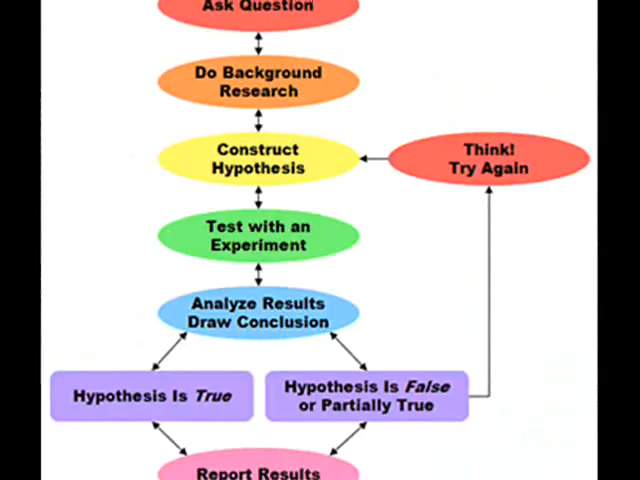 Ask Question
Do Background
Research
Construct
Hypothesis
Think!
Try Again
Test with an
Experiment
Analyze Results
Draw Conclusion
Hypothesis Is True
Hypothesis Is False
or Partially True
Report Results